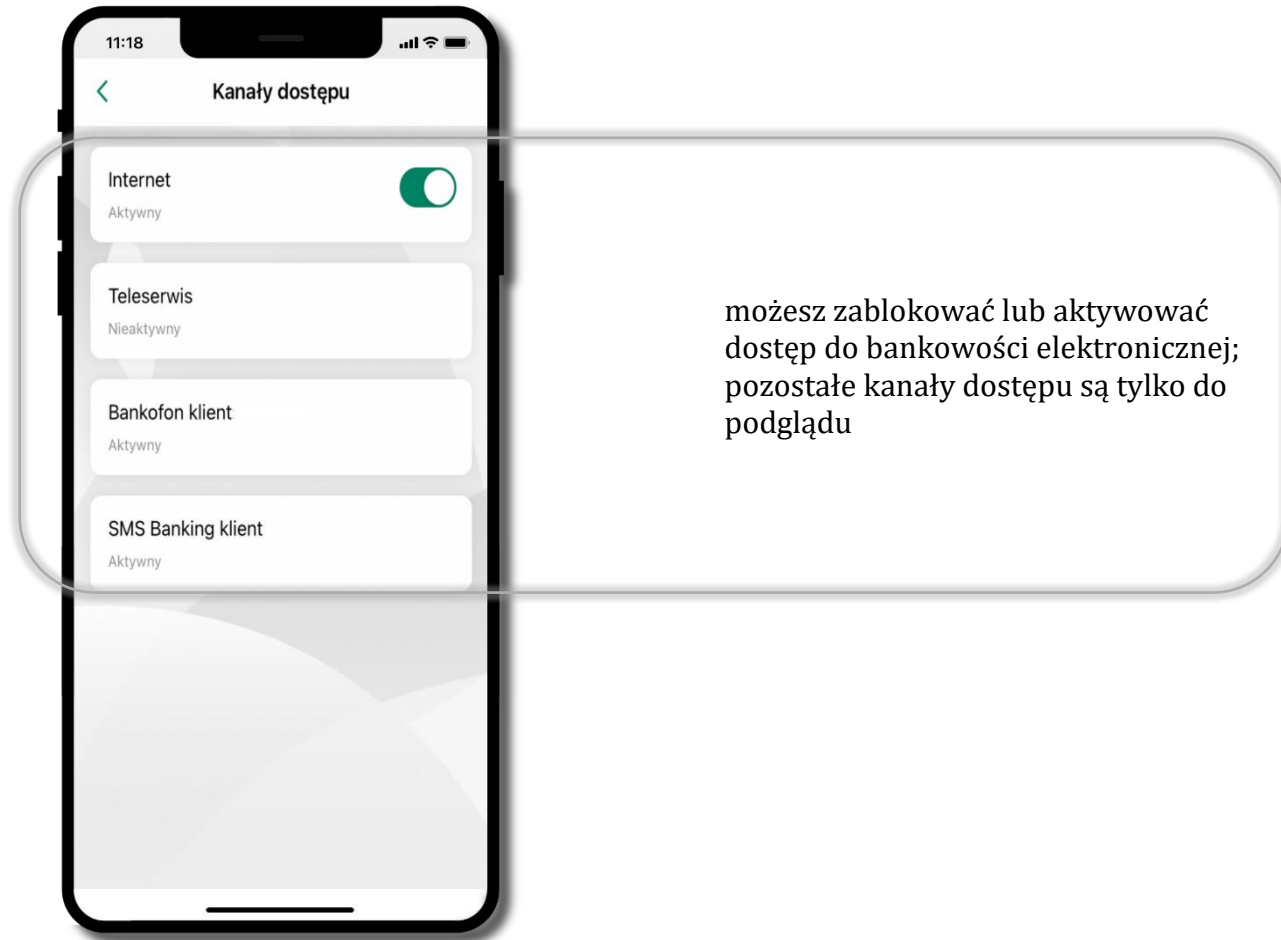 11:18
Kanały dostępu
Internet
Aktywny
Teleserwis
Nieaktywny
Bankofon klient
Aktywny
SMS Banking klient
Aktywny
możesz zablokować lub aktywować
dostęp do bankowości elektronicznej;
pozostałe kanały dostępu są tylko do
podglądu